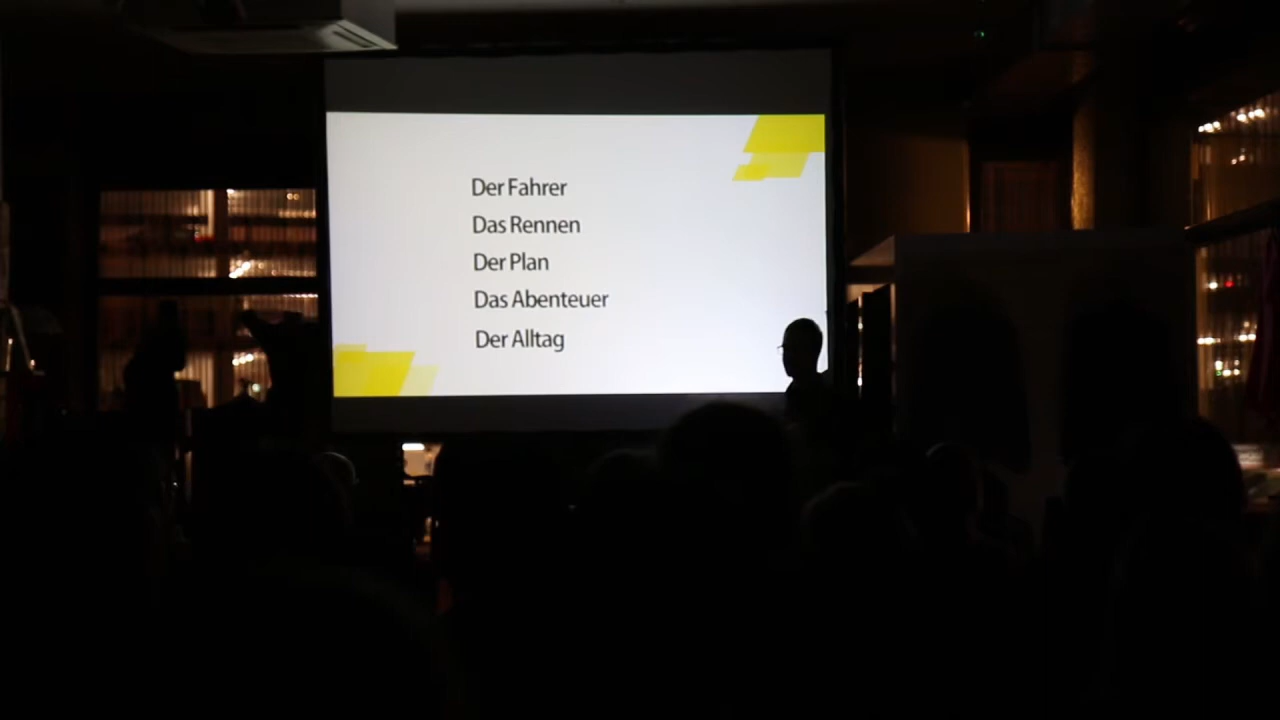 Der Fahrer
Das Rennen
Der Plan
Das Abenteuer
Der Alltag